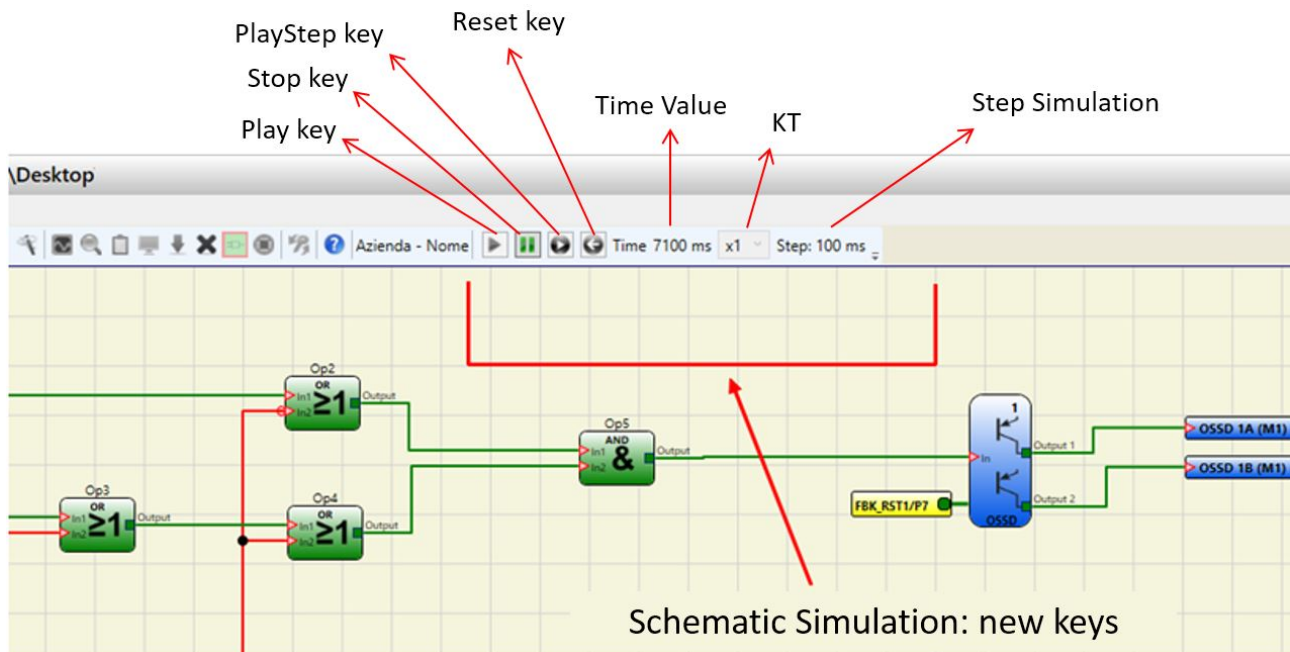 PlayStep key
Reset key
Stop key
Time Value
Step Simulation
Play key
KT
\Desktop
Azienda - Nome
Time 7100 ms
x1
Step: 100 ms
Op2
OR
In1
≥1
Output
In2
Op5
AND
In1
&
Output
In2
1
Output 1
In
Output 2
OSSD
OSSD 1A (M1)
OSSD 1B (M1)
FBK_RST1/P7
Op3
OR
In1
≥1
Output
In2
Op4
OR
In1
≥1
Output
In2
Schematic Simulation: new keys